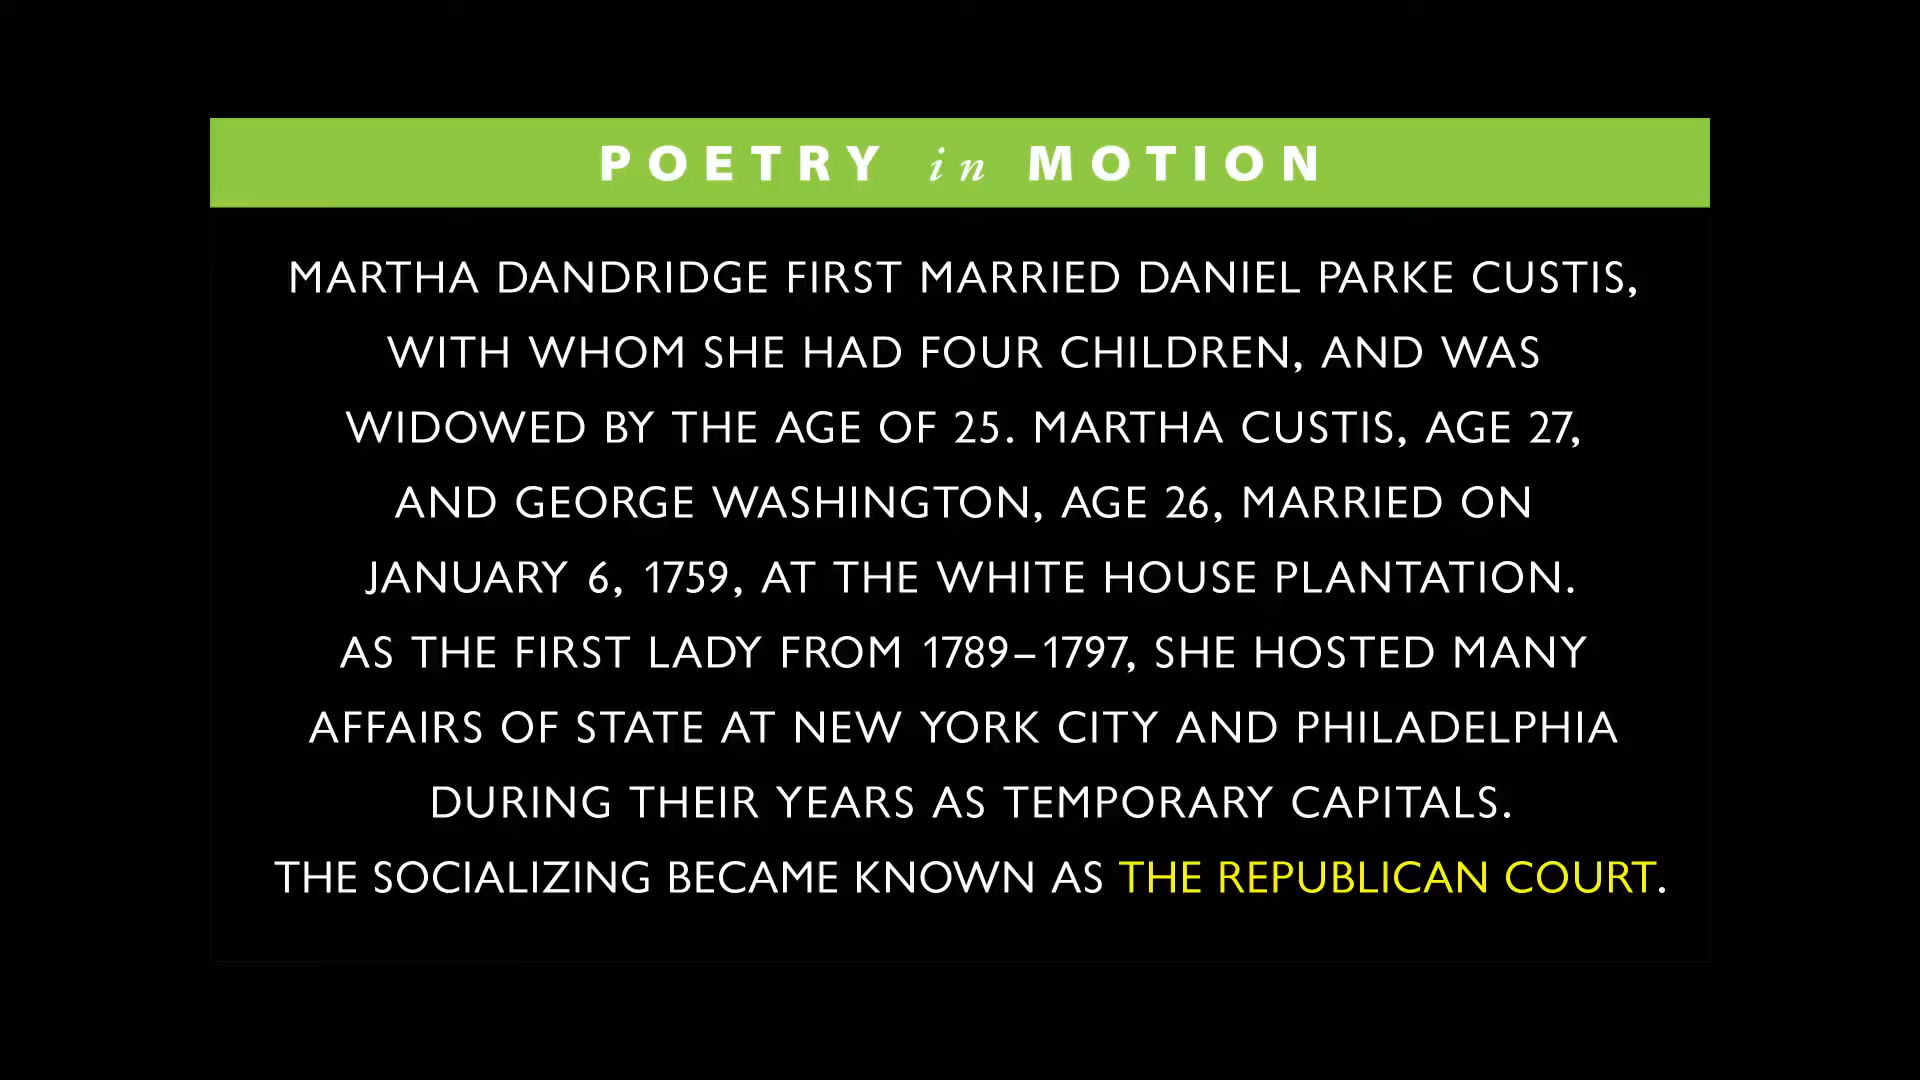 POETRY in MOTION
MARTHA DANDRIDGE FIRST MARRIED DANIEL PARKE CUSTIS,
WITH WHOM SHE HAD FOUR CHILDREN, AND WAS
WIDOWED BY THE AGE OF 25. MARTHA CUSTIS, AGE 27,
AND GEORGE WASHINGTON, AGE 26, MARRIED ON
JANUARY 6, 1759, AT THE WHITE HOUSE PLANTATION.
AS THE FIRST LADY FROM 1789–1797, SHE HOSTED MANY
AFFAIRS OF STATE AT NEW YORK CITY AND PHILADELPHIA
DURING THEIR YEARS AS TEMPORARY CAPITALS.
THE SOCIALIZING BECAME KNOWN AS THE REPUBLICAN COURT.